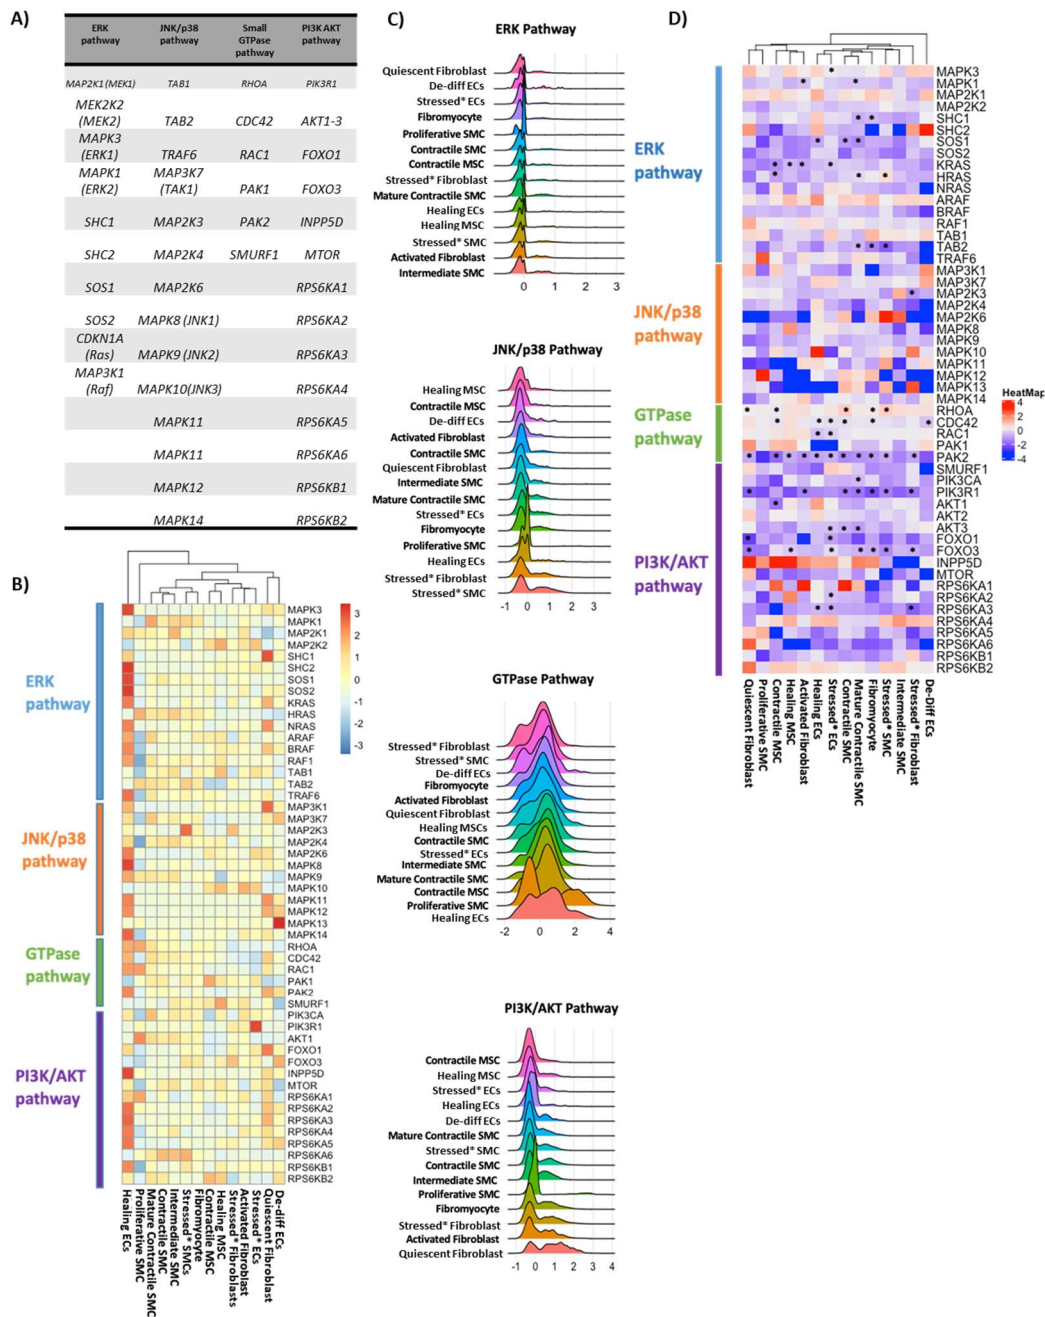 A)
ERK pathway JNK/p38 pathway Small GTPase pathway PI3K AKT pathway
MAP2K1 (MEK1) TAB1 RHOA PIK3R1
MEK2K2 (MEK2) TAB2 CDC42 AKT1-3
MAPK3 (ERK1) TRAF6 RAC1 FOXO1
MAPK1 (ERK2) MAP3K7 (TAK1) PAK1 FOXO3
SHC1 MAP2K3 PAK2 INPP5D
SHC2 MAP2K4 SMURF1 MTOR
SOS1 MAP2K6 RPS6KA1
SOS2 MAPK8 (JNK1) RPS6KA2
CDKN1A (Ras) MAPK9 (JNK2) RPS6KA3
MAP3K1 (Raf) MAPK10(JNK3) RPS6KA4
MAPK11 RPS6KA5
MAPK11 RPS6KA6
MAPK12 RPS6KB1
MAPK14 RPS6KB2
B)
ERK pathway
JNK/p38 pathway
GTPase pathway
PI3K/AKT pathway
MAPK3
MAPK1
MAP2K1
MAP2K2
SHC1
SHC2
SOS1
SOS2
KRAS
HRAS
NRAS
ARAF
BRAF
RAF1
TAB1
TAB2
TRAF6
MAP3K1
MAP3K7
MAP2K3
MAP2K4
MAP2K6
MAPK8
MAPK9
MAPK10
MAPK11
MAPK12
MAPK13
MAPK14
RHOA
CDC42
RAC1
PAK1
PAK2
SMURF1
PIK3CA
PIK3R1
AKT1
FOXO1
FOXO3
INPP5D
MTOR
RPS6KA1
RPS6KA2
RPS6KA3
RPS6KA4
RPS6KA5
RPS6KA6
RPS6KB1
RPS6KB2
3
2
1
0
-1
-2
-3
Healing ECs
Proliferative SMC
Mature Contractile SMC
Contractile SMC
Intermediate SMC
Stressed* SMCs
Fibromyocyte
Contractile MSC
Healing MSC
Stressed* Fibroblasts
Activated Fibroblast
Stressed* ECs
Quiescent Fibroblast
De-diff ECs
C)
ERK Pathway
Quiescent Fibroblast
De-diff ECs
Stressed* ECs
Fibromyocyte
Proliferative SMC
Contractile SMC
Contractile MSC
Stressed* Fibroblast
Mature Contractile SMC
Healing ECs
Healing MSC
Stressed* SMC
Activated Fibroblast
Intermediate SMC
0 1 2 3
JNK/p38 Pathway
Healing MSC
Contractile MSC
De-diff ECs
Activated Fibroblast
Contractile SMC
Quiescent Fibroblast
Intermediate SMC
Mature Contractile SMC
Stressed* ECs
Fibromyocyte
Proliferative SMC
Healing ECs
Stressed* Fibroblast
Stressed* SMC
-1 0 1 2 3
GTPase Pathway
Stressed* Fibroblast
Stressed* SMC
De-diff ECs
Fibromyocyte
Activated Fibroblast
Quiescent Fibroblast
Healing MSCs
Contractile SMC
Stressed* ECs
Intermediate SMC
Mature Contractile SMC
Contractile MSC
Proliferative SMC
Healing ECs
-2 0 2 4
PI3K/AKT Pathway
Contractile MSC
Healing MSC
Stressed* ECs
Healing ECs
De-diff ECs
Mature Contractile SMC
Stressed* SMC
Contractile SMC
Intermediate SMC
Proliferative SMC
Fibromyocyte
Stressed* Fibroblast
Activated Fibroblast
Quiescent Fibroblast
-1 0 1 2 3 4
D)
ERK pathway
JNK/p38 pathway
GTPase pathway
PI3K/AKT pathway
MAPK3
MAPK1
MAP2K1
MAP2K2
SHC1
SHC2
SOS1
SOS2
KRAS
HRAS
NRAS
ARAF
BRAF
RAF1
TAB1
TAB2
TRAF6
MAP3K1
MAP3K7
MAP2K3
MAP2K4
MAP2K6
MAPK8
MAPK9
MAPK10
MAPK11
MAPK12
MAPK13
MAPK14
RHOA
CDC42
RAC1
PAK1
PAK2
SMURF1
PIK3CA
PIK3R1
AKT1
AKT2
AKT3
FOXO1
FOXO3
INPP5D
MTOR
RPS6KA1
RPS6KA2
RPS6KA3
RPS6KA4
RPS6KA5
RPS6KA6
RPS6KB1
RPS6KB2
HeatMap
4
2
0
-2
-4
Quiescent Fibroblast
Proliferative SMC
Contractile MSC
Healing MSC
Activated Fibroblast
Healing ECs
Stressed* ECs
Contractile SMC
Mature Contractile SMC
Fibromyocyte
Stressed* SMC
Intermediate SMC
Stressed* Fibroblast
De-Diff ECs